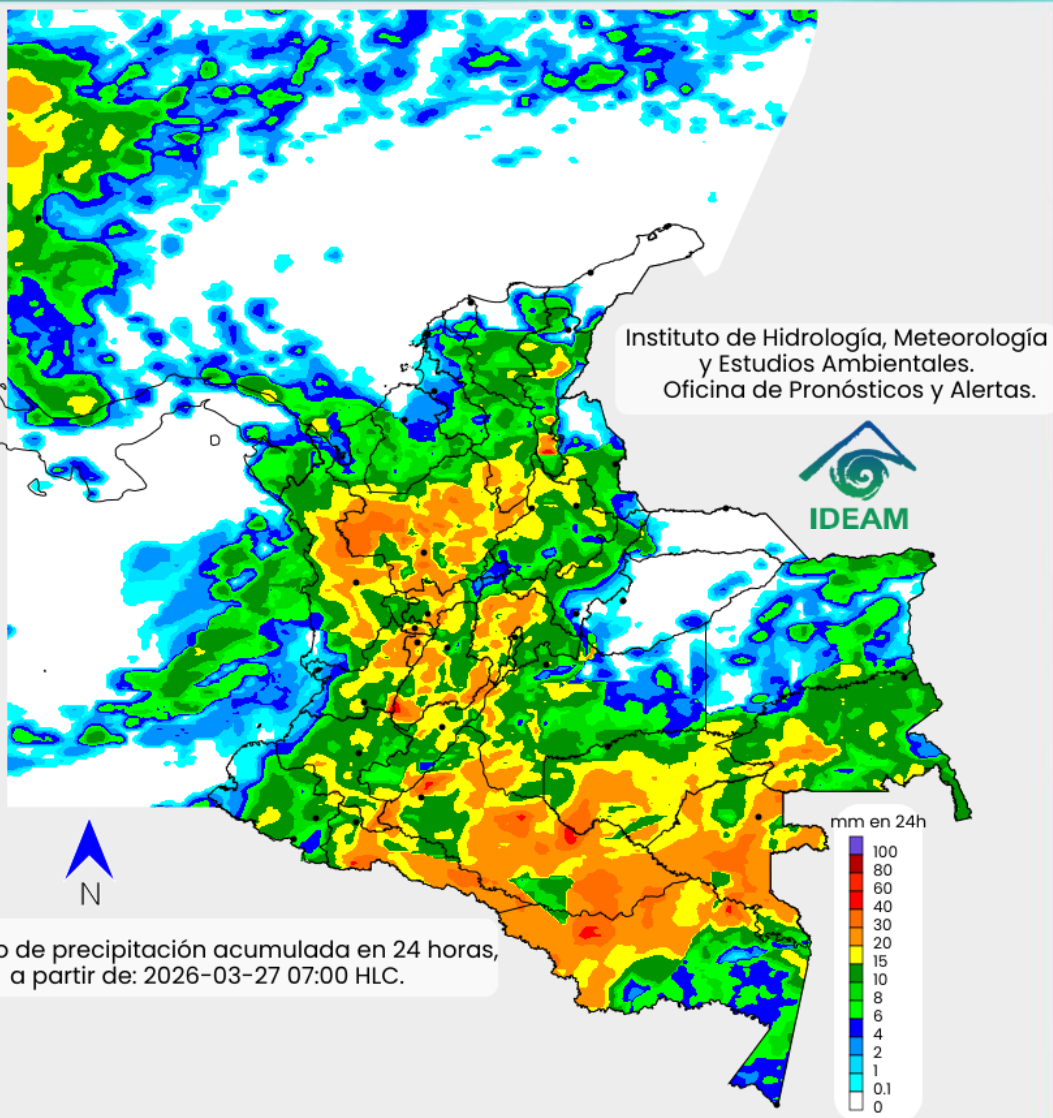 Instituto de Hidrología, Meteorología
y Estudios Ambientales.
Oficina de Pronósticos y Alertas.
IDEAM
mm en 24h
100
80
60
40
30
20
15
10
8
6
4
2
1
0.1
0
N
de precipitación acumulada en 24 horas,
a partir de: 2026-03-27 07:00 HLC.